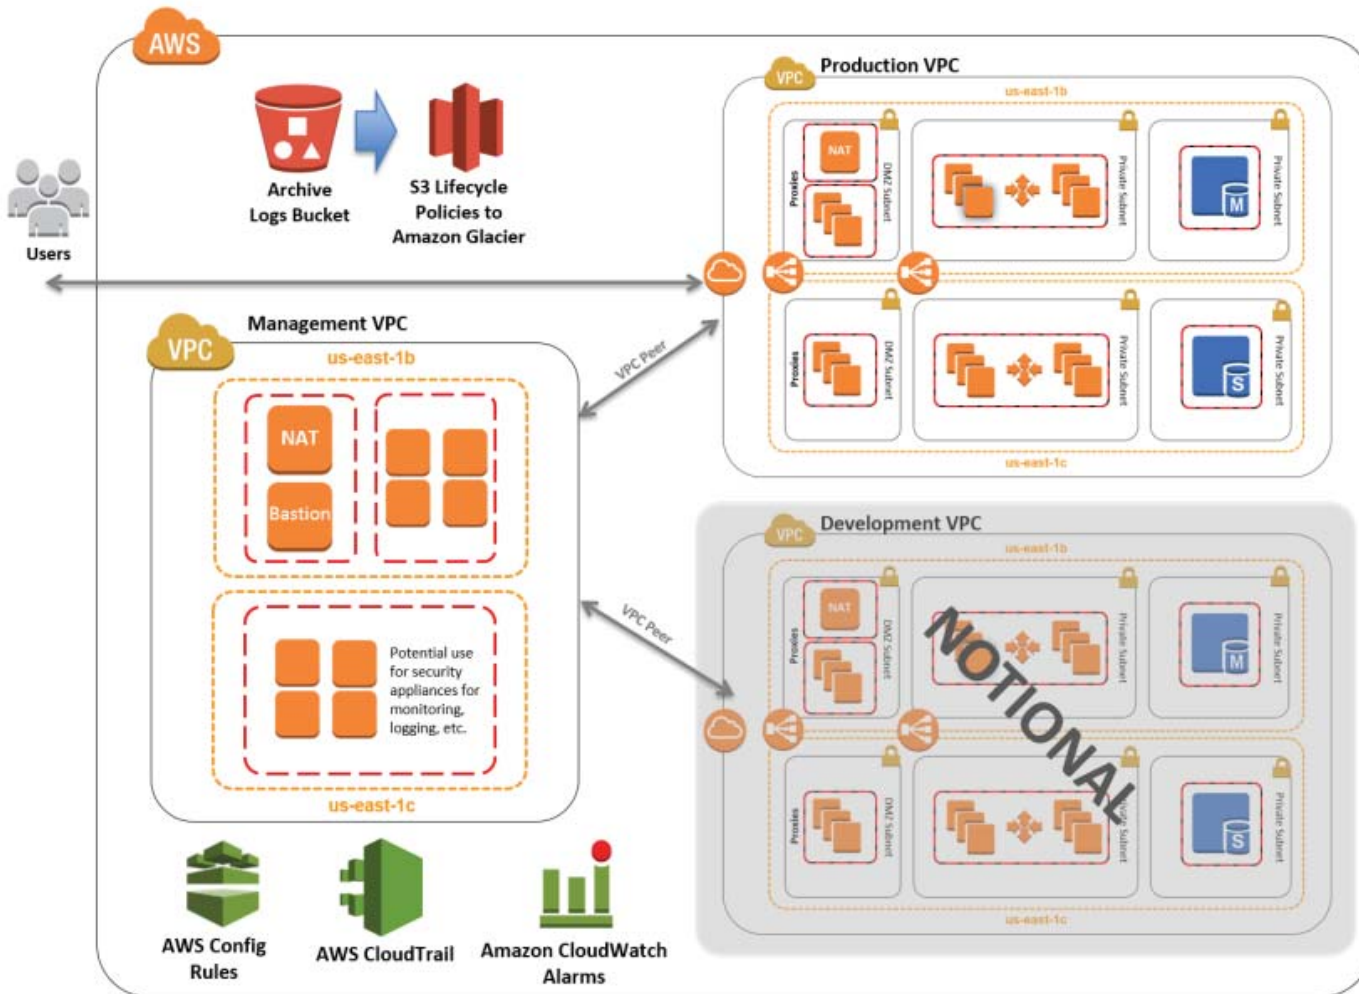 AWS
Users
Archive
Logs Bucket
S3 Lifecycle
Policies to
Amazon Glacier
VPC
Production VPC
us-east-1b
Proxies
NAT
DMZ Subnet
Private Subnet
M
Private Subnet
Proxies
DMZ Subnet
Private Subnet
S
Private Subnet
us-east-1c
VPC
Management VPC
us-east-1b
NAT
Bastion
Potential use
for security
appliances for
monitoring,
logging, etc.
us-east-1c
VPC Peer
VPC Peer
VPC
Development VPC
us-east-1b
Proxies
NAT
DMZ Subnet
Private Subnet
M
Private Subnet
NOTIONAL
Proxies
DMZ Subnet
Private Subnet
S
Private Subnet
us-east-1c
AWS Config
Rules
AWS CloudTrail
Amazon CloudWatch
Alarms